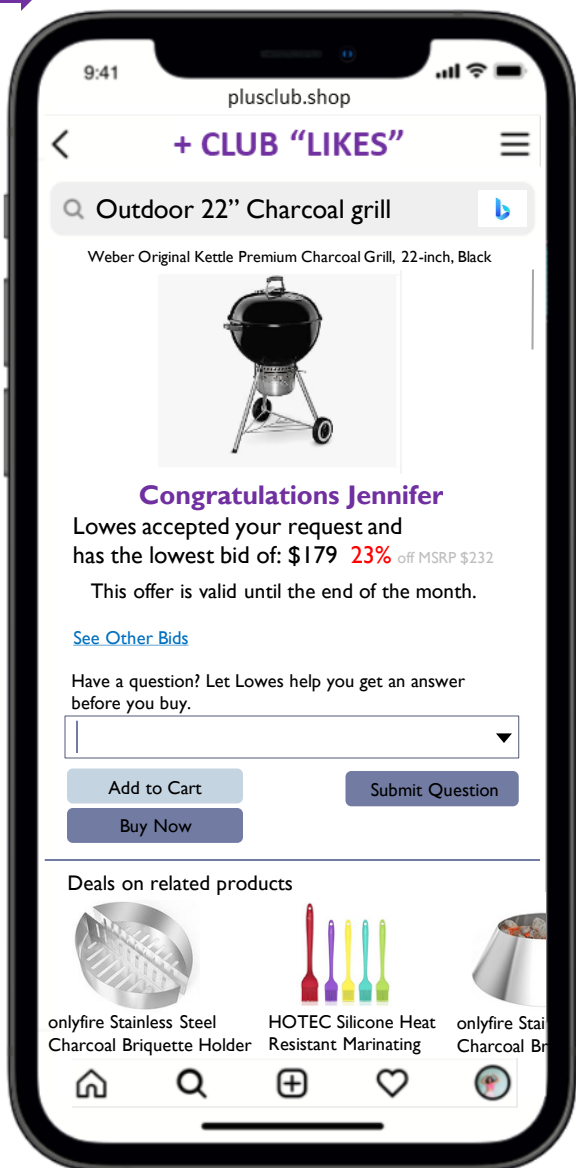 9:41
plusclub.shop
+ CLUB “LIKES”
Outdoor 22” Charcoal grill
Weber Original Kettle Premium Charcoal Grill, 22-inch, Black
Congratulations Jennifer
Lowes accepted your request and
has the lowest bid of: $179 23% off MSRP $232
This offer is valid until the end of the month.
See Other Bids
Have a question? Let Lowes help you get an answer
before you buy.
Add to Cart
Submit Question
Buy Now
Deals on related products
onlyfire Stainless Steel
Charcoal Briquette Holder
HOTEC Silicone Heat
Resistant Marinating
onlyfire Stai
Charcoal Br